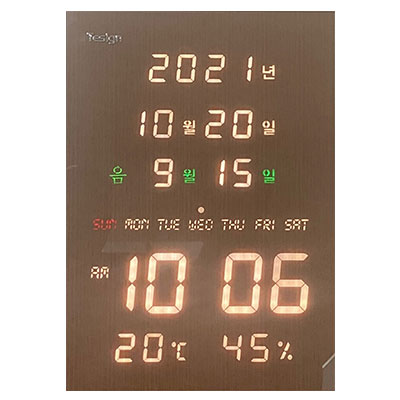 Tesign
2021년
10월 20일
음 9월 15일
SUN MON TUE WED THU FRI SAT
AM 10 06
20℃ 45%